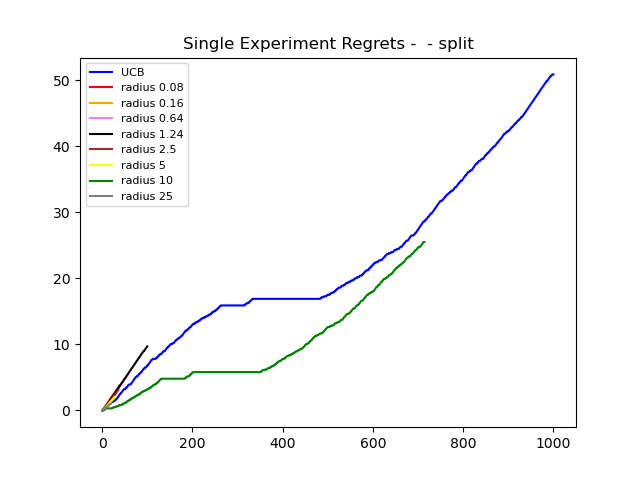 Single Experiment Regrets -  - split
UCB
radius 0.08
radius 0.16
radius 0.64
radius 1.24
radius 2.5
radius 5
radius 10
radius 25
50
40
30
20
10
0
0 200 400 600 800 1000